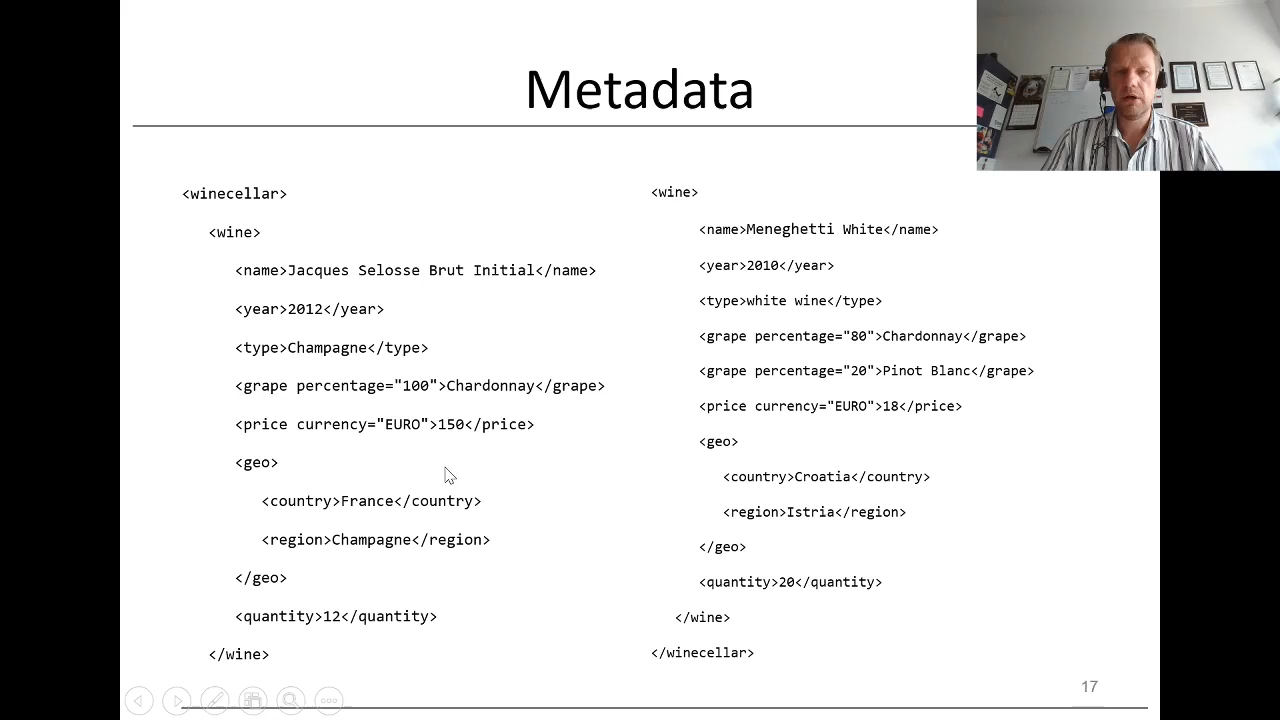 Metadata
<winecellar>
<wine>
<name>Jacques Selosse Brut Initial</name>
<year>2012</year>
<type>Champagne</type>
<grape percentage="100">Chardonnay</grape>
<price currency="EURO">150</price>
<geo>
<country>France</country>
<region>Champagne</region>
</geo>
<quantity>12</quantity>
</wine>
<wine>
<name>Meneghetti White</name>
<year>2010</year>
<type>white wine</type>
<grape percentage="80">Chardonnay</grape>
<grape percentage="20">Pinot Blanc</grape>
<price currency="EURO">18</price>
<geo>
<country>Croatia</country>
<region>Istria</region>
</geo>
<quantity>20</quantity>
</wine>
</winecellar>
17